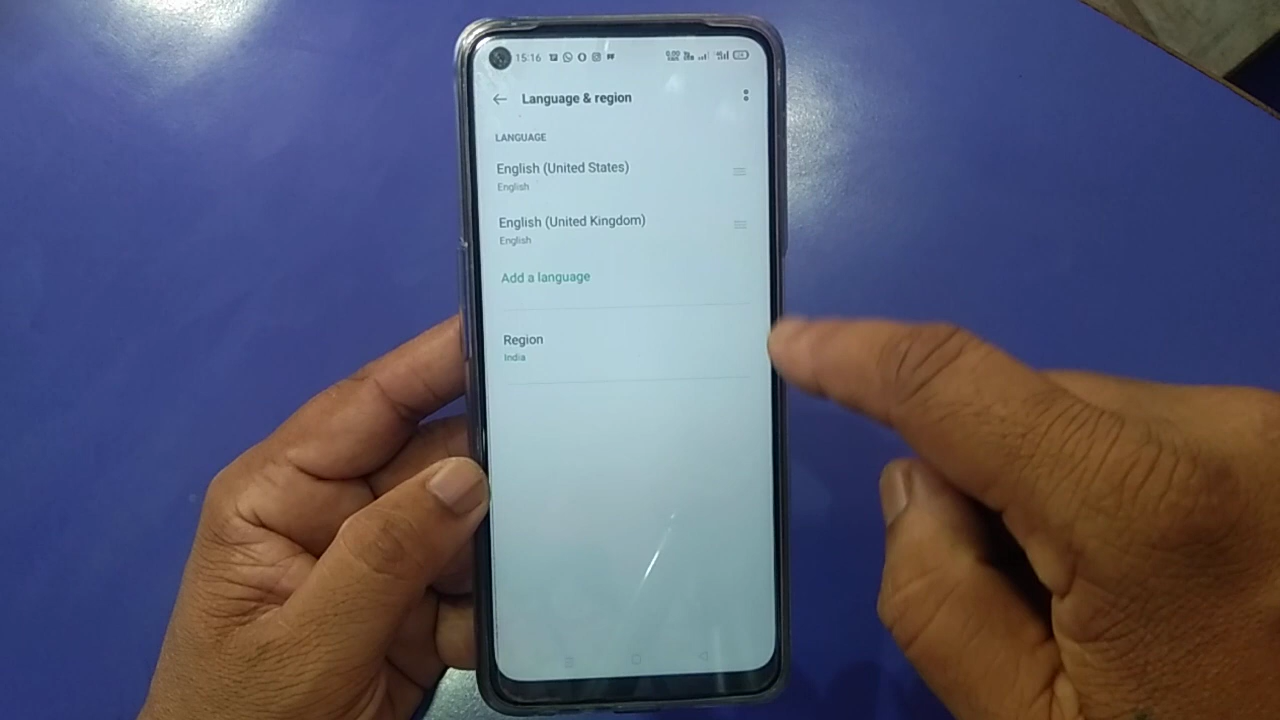 15:16
Language & region
LANGUAGE
English (United States)
English
English (United Kingdom)
English
Add a language
Region
India